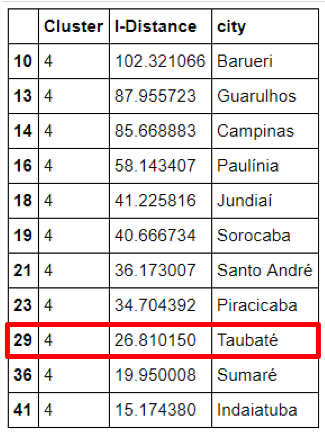 Cluster I-Distance city
10 4 102.321066 Barueri
13 4 87.955723 Guarulhos
14 4 85.668883 Campinas
16 4 58.143407 Paulínia
18 4 41.225816 Jundiaí
19 4 40.666734 Sorocaba
21 4 36.173007 Santo André
23 4 34.704392 Piracicaba
29 4 26.810150 Taubaté
36 4 19.950008 Sumaré
41 4 15.174380 Indaiatuba